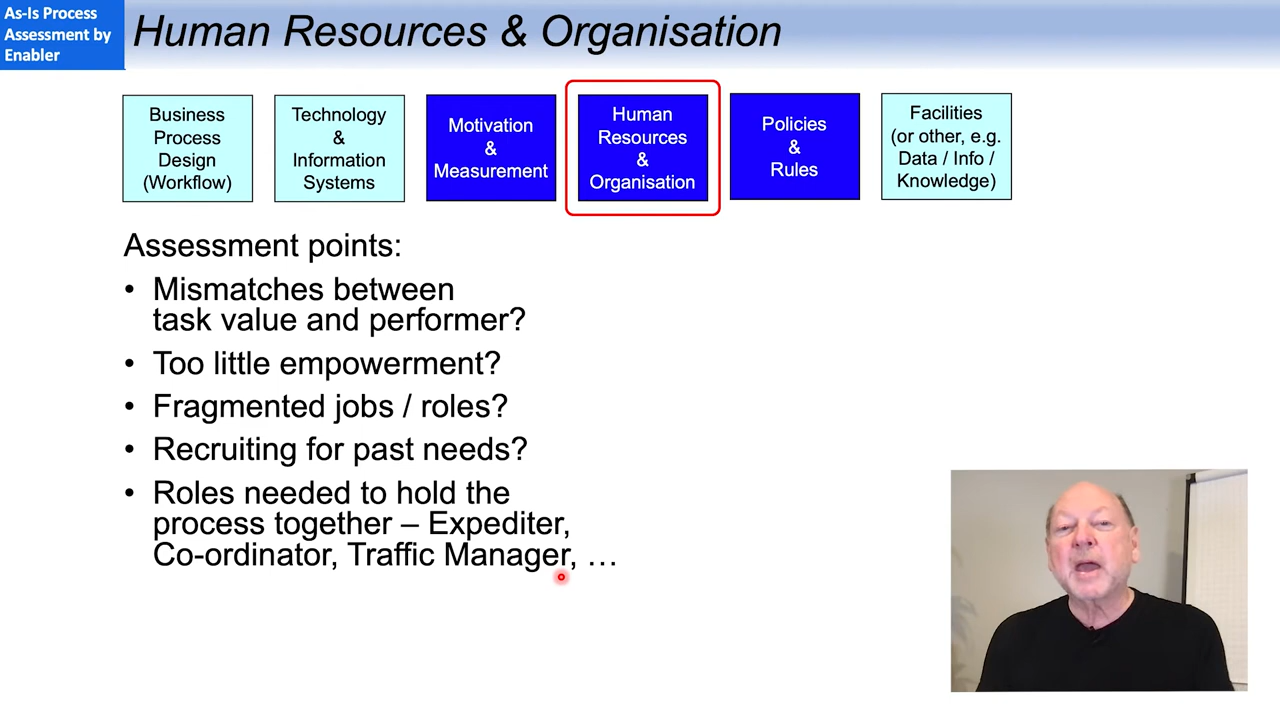 As-Is Process
Assessment by
Enabler
Human Resources & Organisation
Business
Process
Design
(Workflow)
Technology
&
Information
Systems
Motivation
&
Measurement
Human
Resources
&
Organisation
Policies
&
Rules
Facilities
(or other, e.g.
Data / Info /
Knowledge)
Assessment points:
• Mismatches between
task value and performer?
• Too little empowerment?
• Fragmented jobs / roles?
• Recruiting for past needs?
• Roles needed to hold the
process together – Expediter,
Co-ordinator, Traffic Manager, …